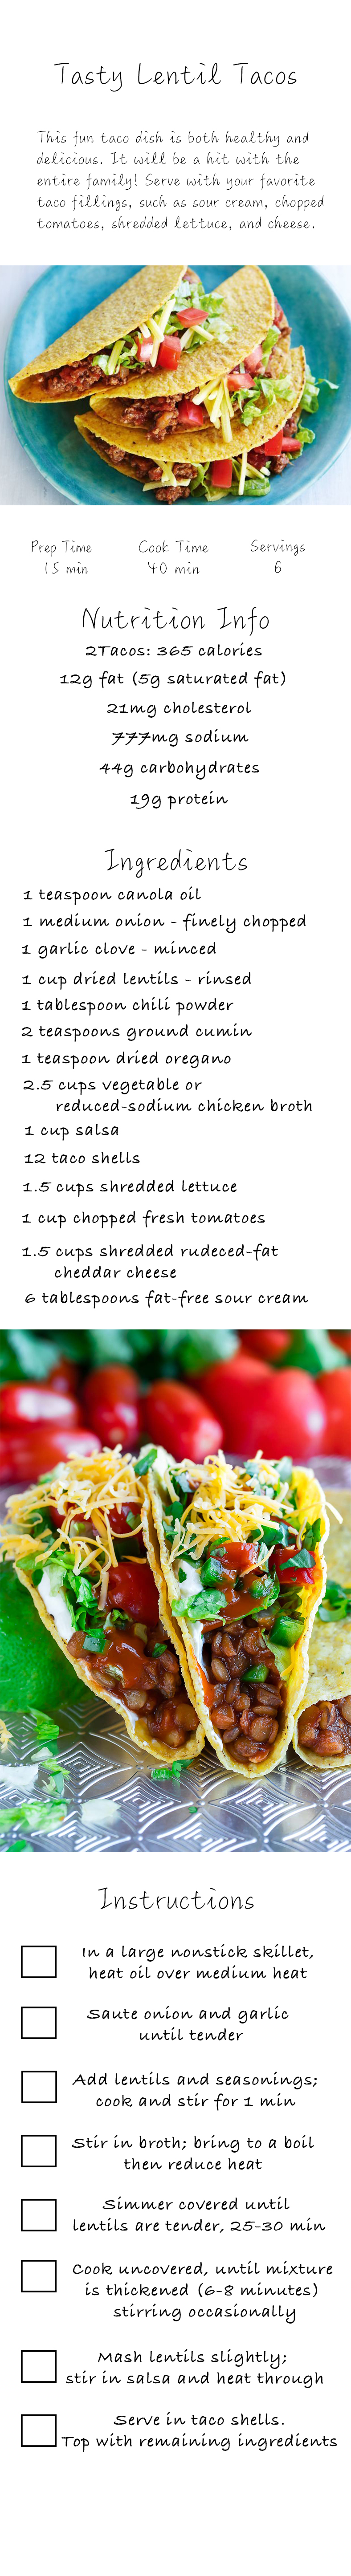 Tasty Lentil Tacos
This fun taco dish is both healthy and
delicious. It will be a hit with the
entire family! Serve with your favorite
taco fillings, such as sour cream, chopped
tomatoes, shredded lettuce, and cheese.
Prep Time Cook Time Servings
15 min 40 min 6
Nutrition Info
2Tacos: 365 calories
12g fat (5g saturated fat)
21mg cholesterol
777mg sodium
44g carbohydrates
19g protein
Ingredients
1 teaspoon canola oil
1 medium onion - finely chopped
1 garlic clove - minced
1 cup dried lentils - rinsed
1 tablespoon chili powder
2 teaspoons ground cumin
1 teaspoon dried oregano
2.5 cups vegetable or
reduced-sodium chicken broth
1 cup salsa
12 taco shells
1.5 cups shredded lettuce
1 cup chopped fresh tomatoes
1.5 cups shredded rudeced-fat
cheddar cheese
6 tablespoons fat-free sour cream
Instructions
In a large nonstick skillet,
heat oil over medium heat
Saute onion and garlic
until tender
Add lentils and seasonings;
cook and stir for 1 min
Stir in broth; bring to a boil
then reduce heat
Simmer covered until
lentils are tender, 25-30 min
Cook uncovered, until mixture
is thickened (6-8 minutes)
stirring occasionally
Mash lentils slightly;
stir in salsa and heat through
Serve in taco shells.
Top with remaining ingredients